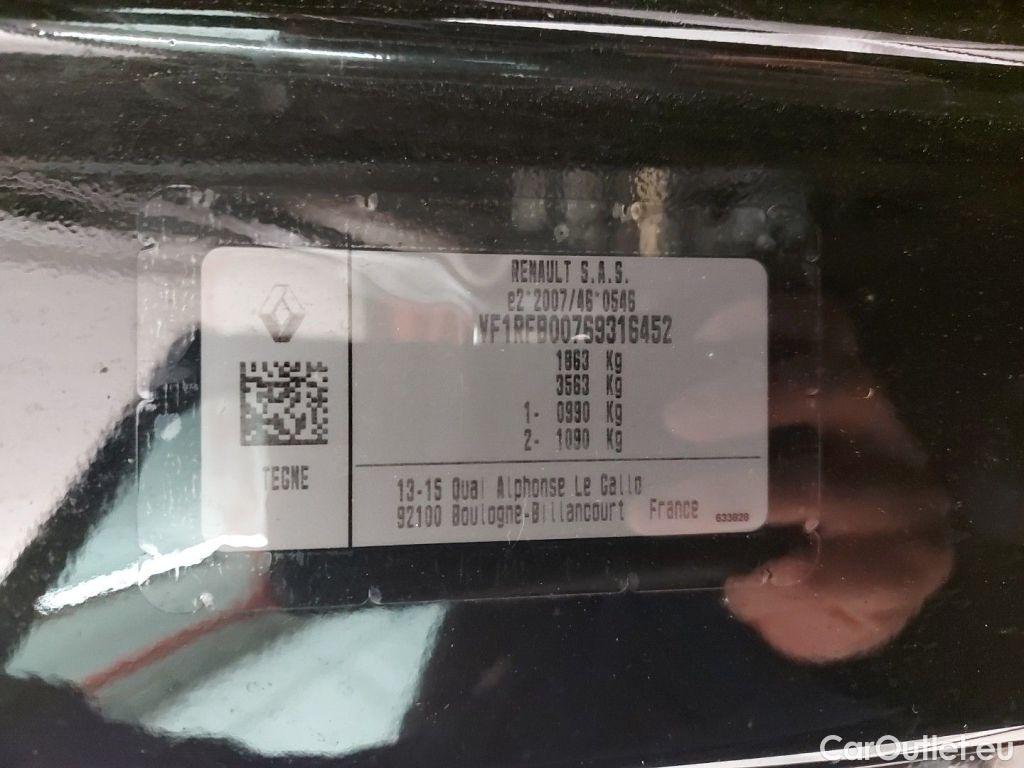 RENAULT S.A.S.
e2*2007/46*0546
VF1RFB00769316452
1863 Kg
3563 Kg
1- 0990 Kg
2- 1090 Kg
TEGNE
13-15 Quai Alphonse Le Gallo
92100 Boulogne-Billancourt France
633828
CarOutlet.eu